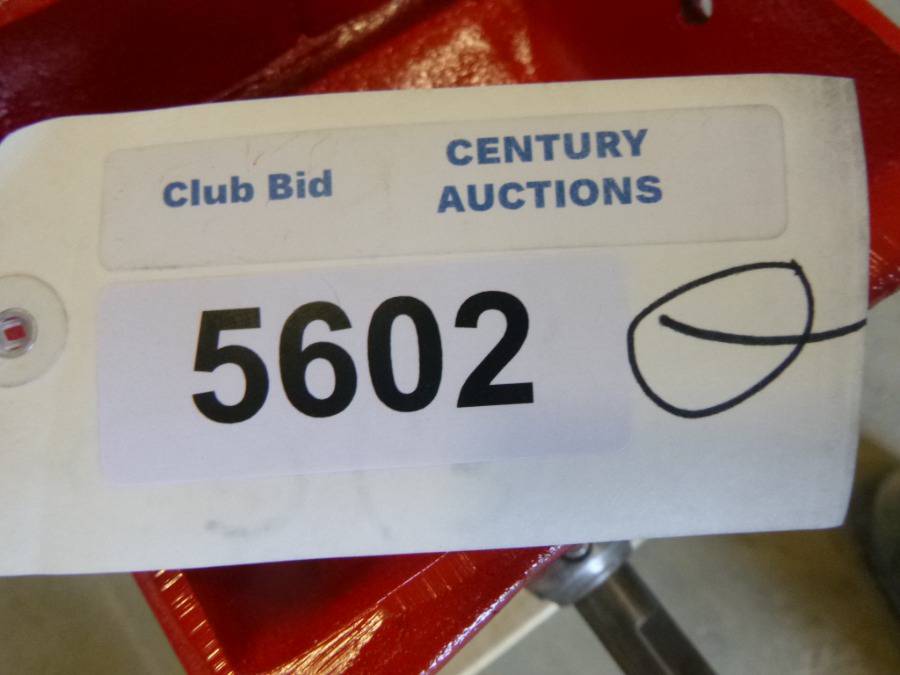 Club Bid
CENTURY
AUCTIONS
5602